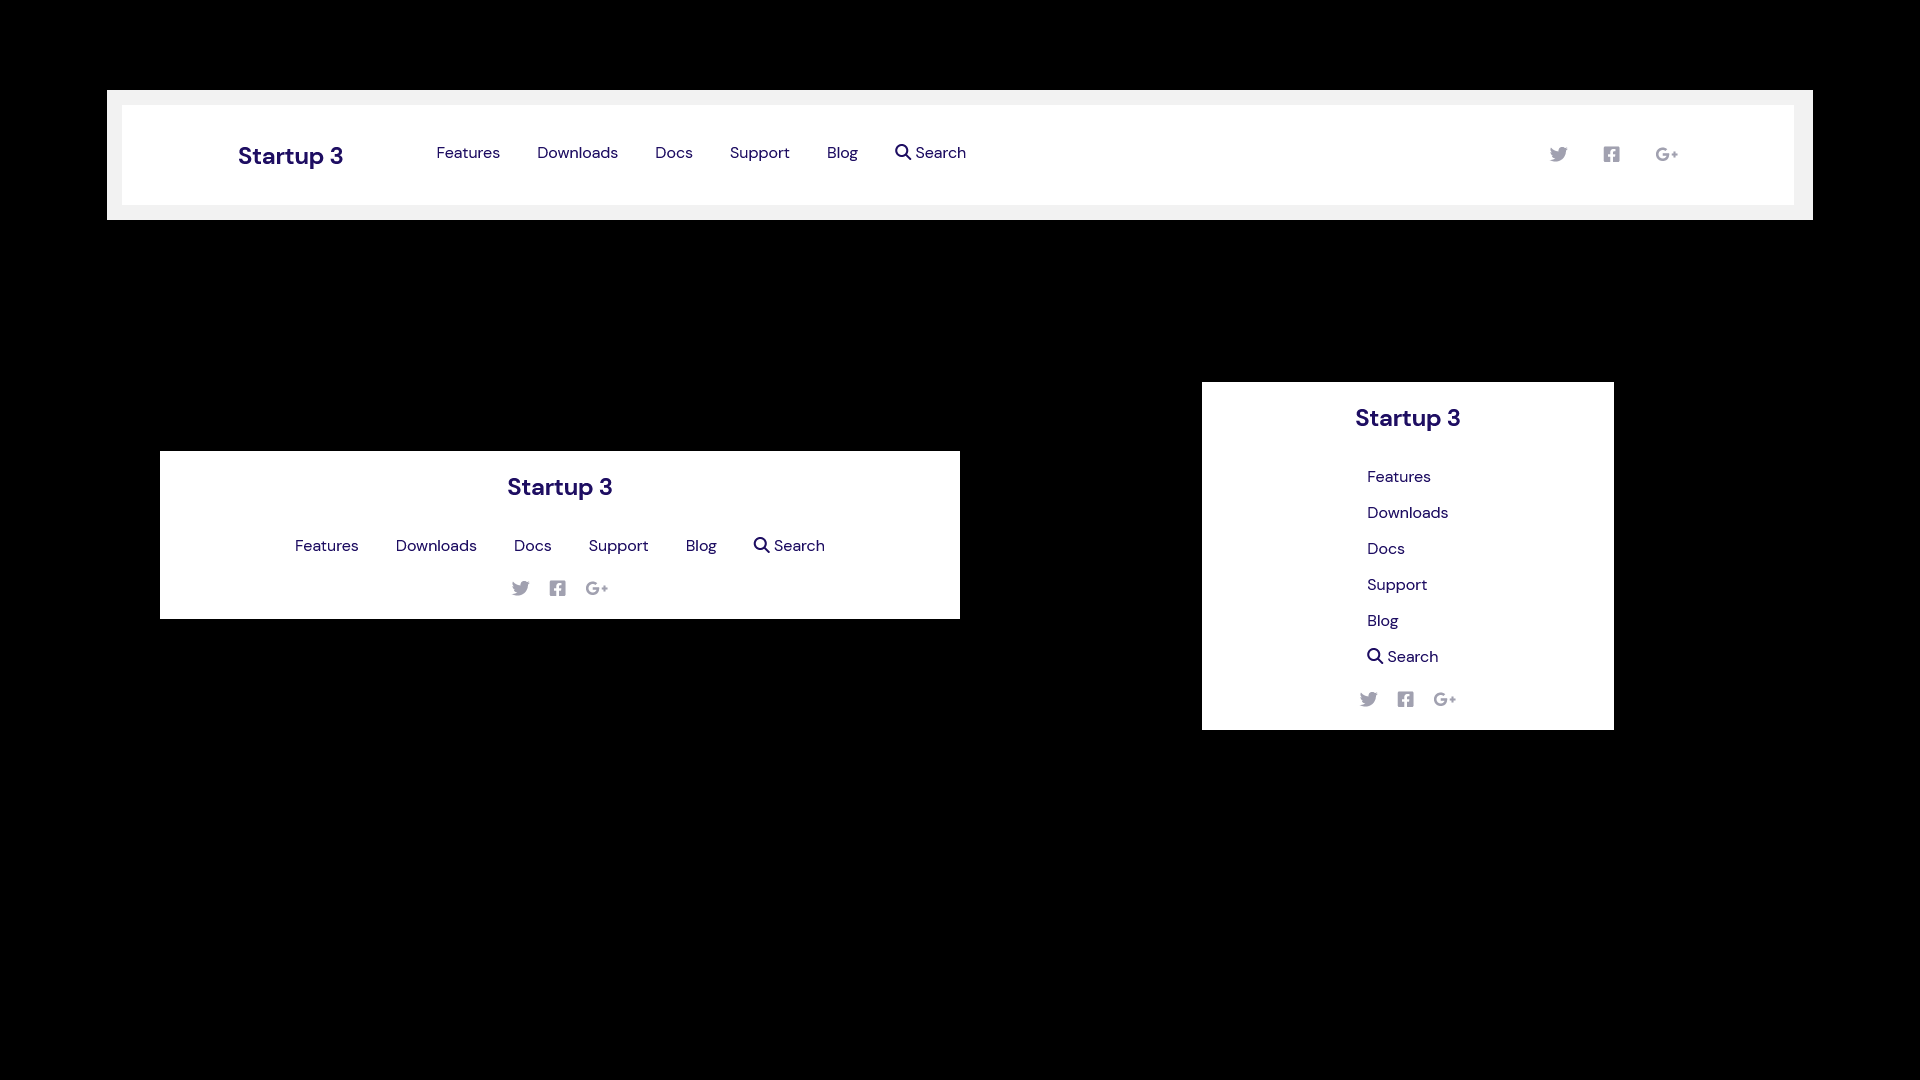 Startup 3 Features Downloads Docs Support Blog Search
Startup 3
Features Downloads Docs Support Blog Search
Startup 3
Features
Downloads
Docs
Support
Blog
Search